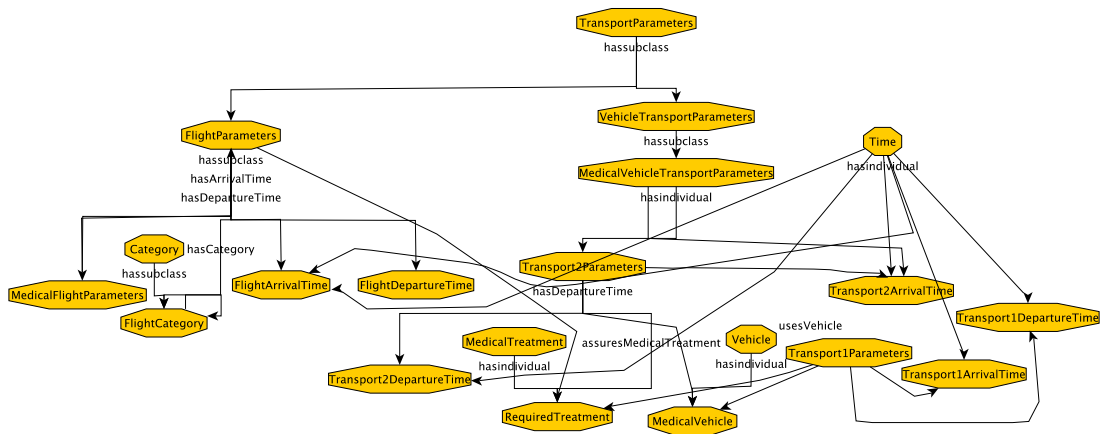 TransportParameters
hassubclass
VehicleTransportParameters
FlightParameters
hassubclass
Time
hassubclass
hasindividual
hasArrivalTime
MedicalVehicleTransportParameters
hasDepartureTime
hasindividual
Category
hasCategory
hassubclass
Transport2Parameters
FlightArrivalTime
FlightDepartureTime
hasDepartureTime
Transport2ArrivalTime
MedicalFlightParameters
FlightCategory
Transport1DepartureTime
usesVehicle
MedicalTreatment
assuresMedicalTreatment
Vehicle
Transport1Parameters
hasindividual
hasindividual
Transport2DepartureTime
Transport1ArrivalTime
RequiredTreatment
MedicalVehicle